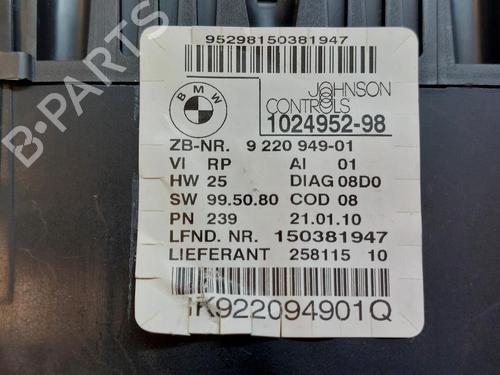 95298150381947
BMW
JOHNSON
CONTROLS
1024952-98
ZB-NR. 9 220 949-01
VI RP AI 01
HW 25 DIAG 08D0
SW 99.50.80 COD 08
PN 239 21.01.10
LFND. NR. 150381947
LIEFERANT 258115 10
K922094901Q
B-Parts